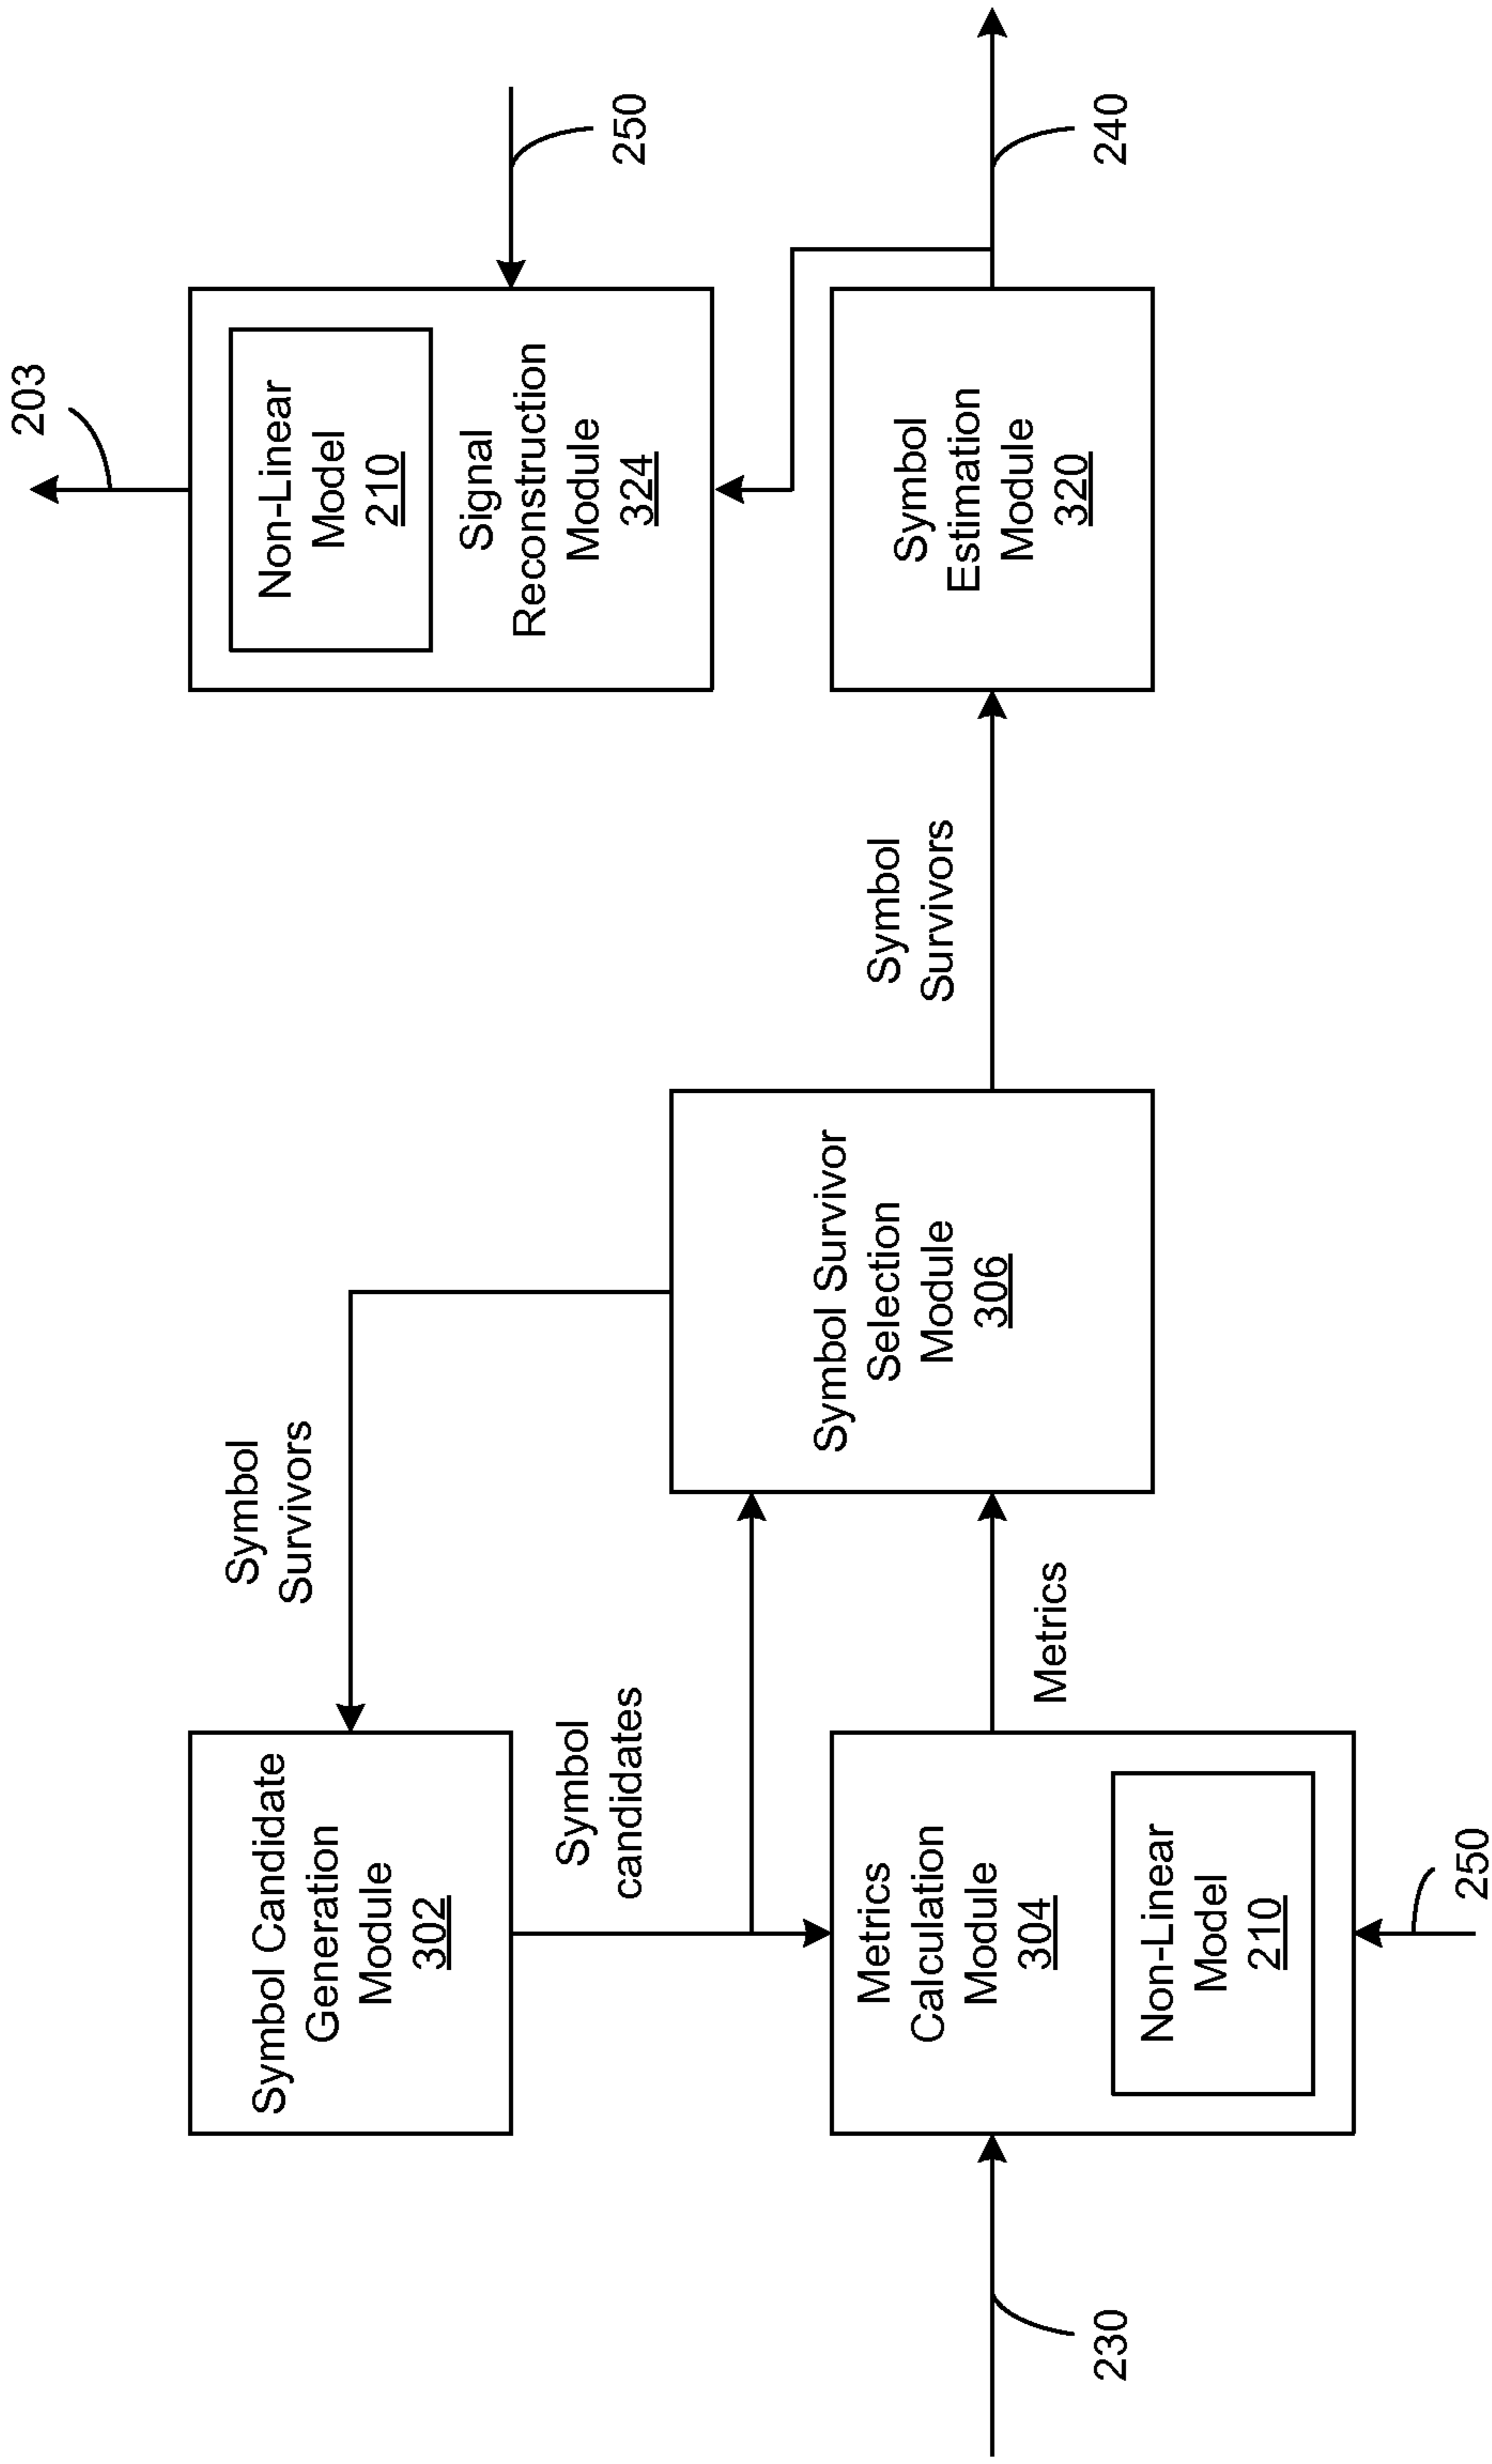 Symbol Candidate
Generation
Module
302
Symbol
Survivors
Symbol
candidates
Metrics
Calculation
Module
304
Non-Linear
Model
210
230
250
Metrics
Symbol Survivor
Selection
Module
306
Symbol
Survivors
203
Non-Linear
Model
210
Signal
Reconstruction
Module
324
250
Symbol
Estimation
Module
320
240